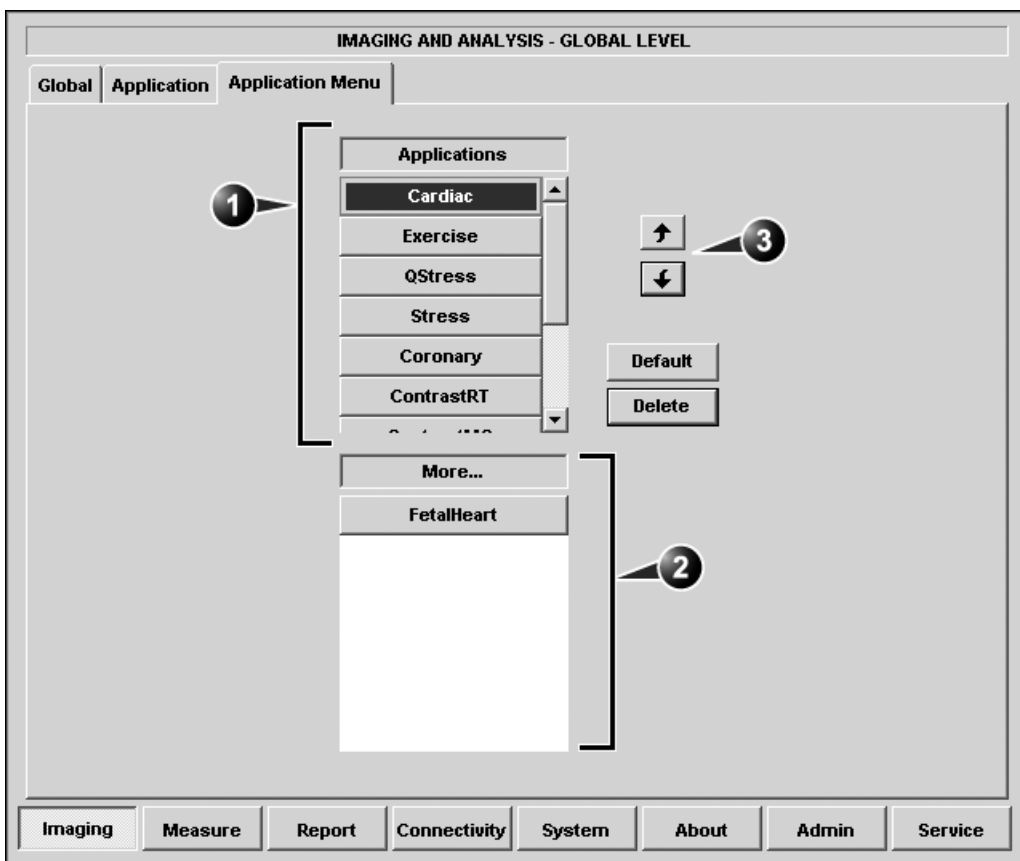 IMAGING AND ANALYSIS - GLOBAL LEVEL
Global Application Application Menu
Applications
1
Cardiac
Exercise
3
QStress
Stress
Coronary
Default
ContrastRT
Delete
More...
FetalHeart
2
Imaging Measure Report Connectivity System About Admin Service